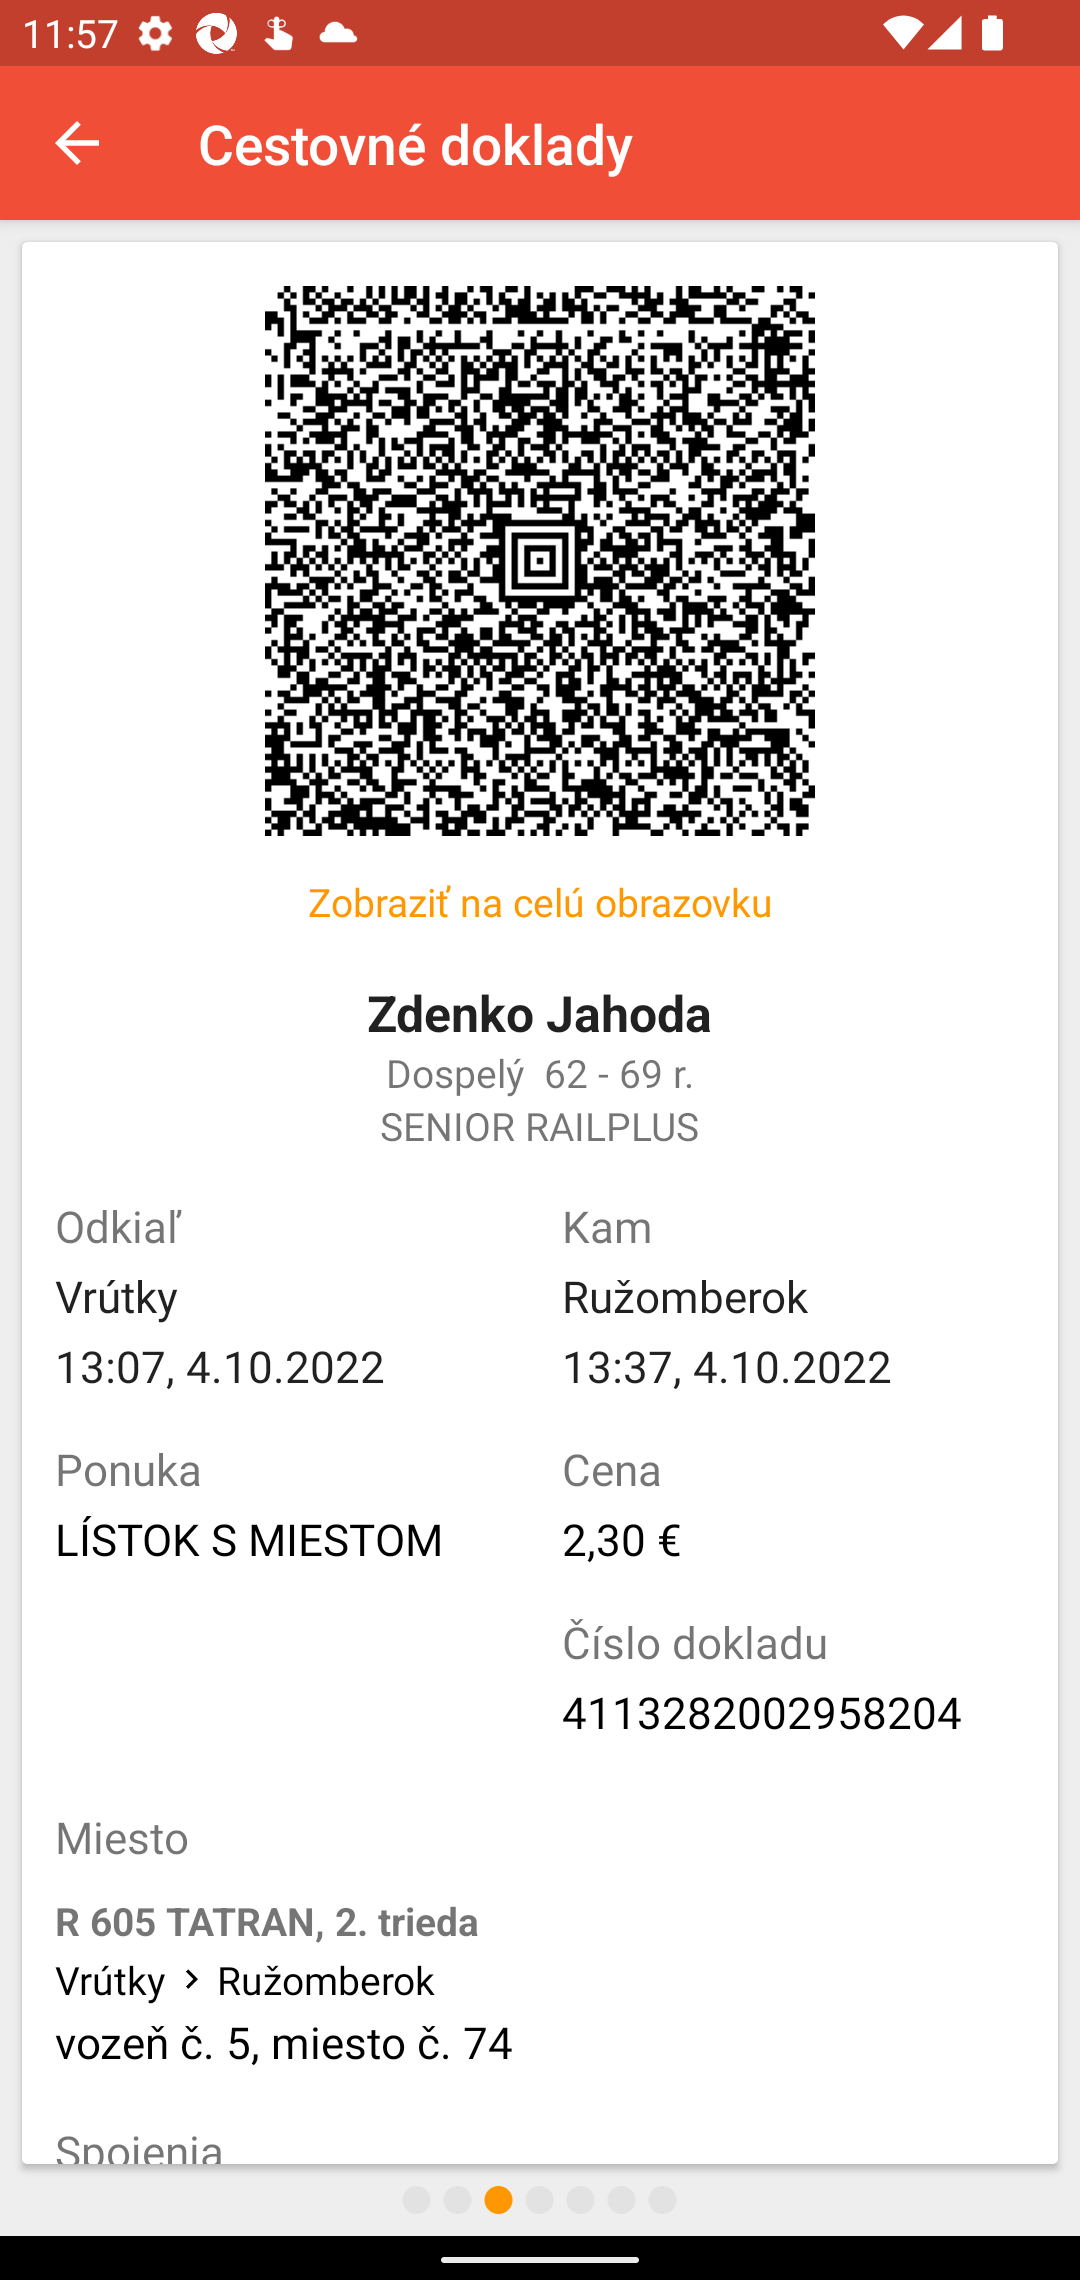 11:57
Cestovné doklady
Zobraziť na celú obrazovku
Zdenko Jahoda
Dospelý 62 - 69 r.
SENIOR RAILPLUS
Odkiaľ
Kam
Vrútky
Ružomberok
13:07, 4.10.2022
13:37, 4.10.2022
Ponuka
Cena
LÍSTOK S MIESTOM
2,30 €
Číslo dokladu
4113282002958204
Miesto
R 605 TATRAN, 2. trieda
Vrútky > Ružomberok
vozeň č. 5, miesto č. 74
Spojenia